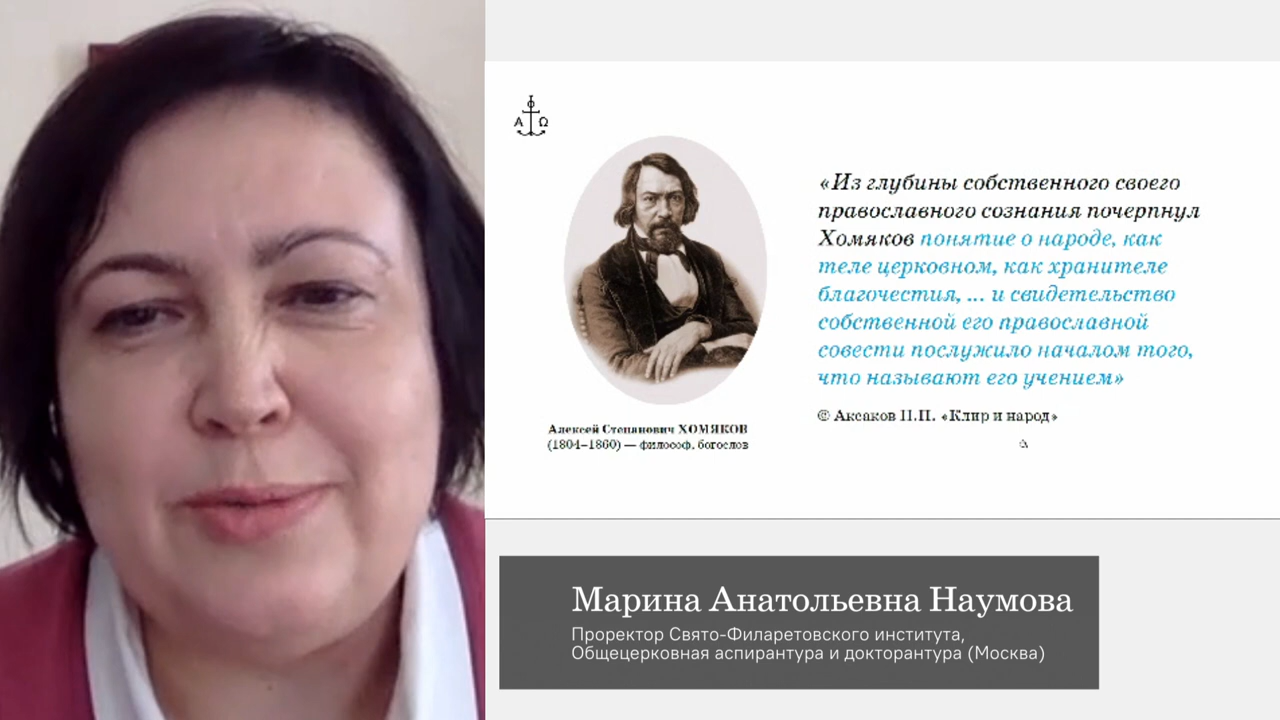 Α Ф Ω
«Из глубины собственного своего
православного сознания почерпнул
Хомяков понятие о народе, как
теле церковном, как хранителе
благочестия, ... и свидетельство
собственной его православной
совести послужило началом того,
что называют его учением»
© Аксаков Н.П. «Клир и народ»
Алексей Степанович ХОМЯКОВ
(1804–1860) — философ, богослов
Марина Анатольевна Наумова
Проректор Свято-Филаретовского института,
Общецерковная аспирантура и докторантура (Москва)